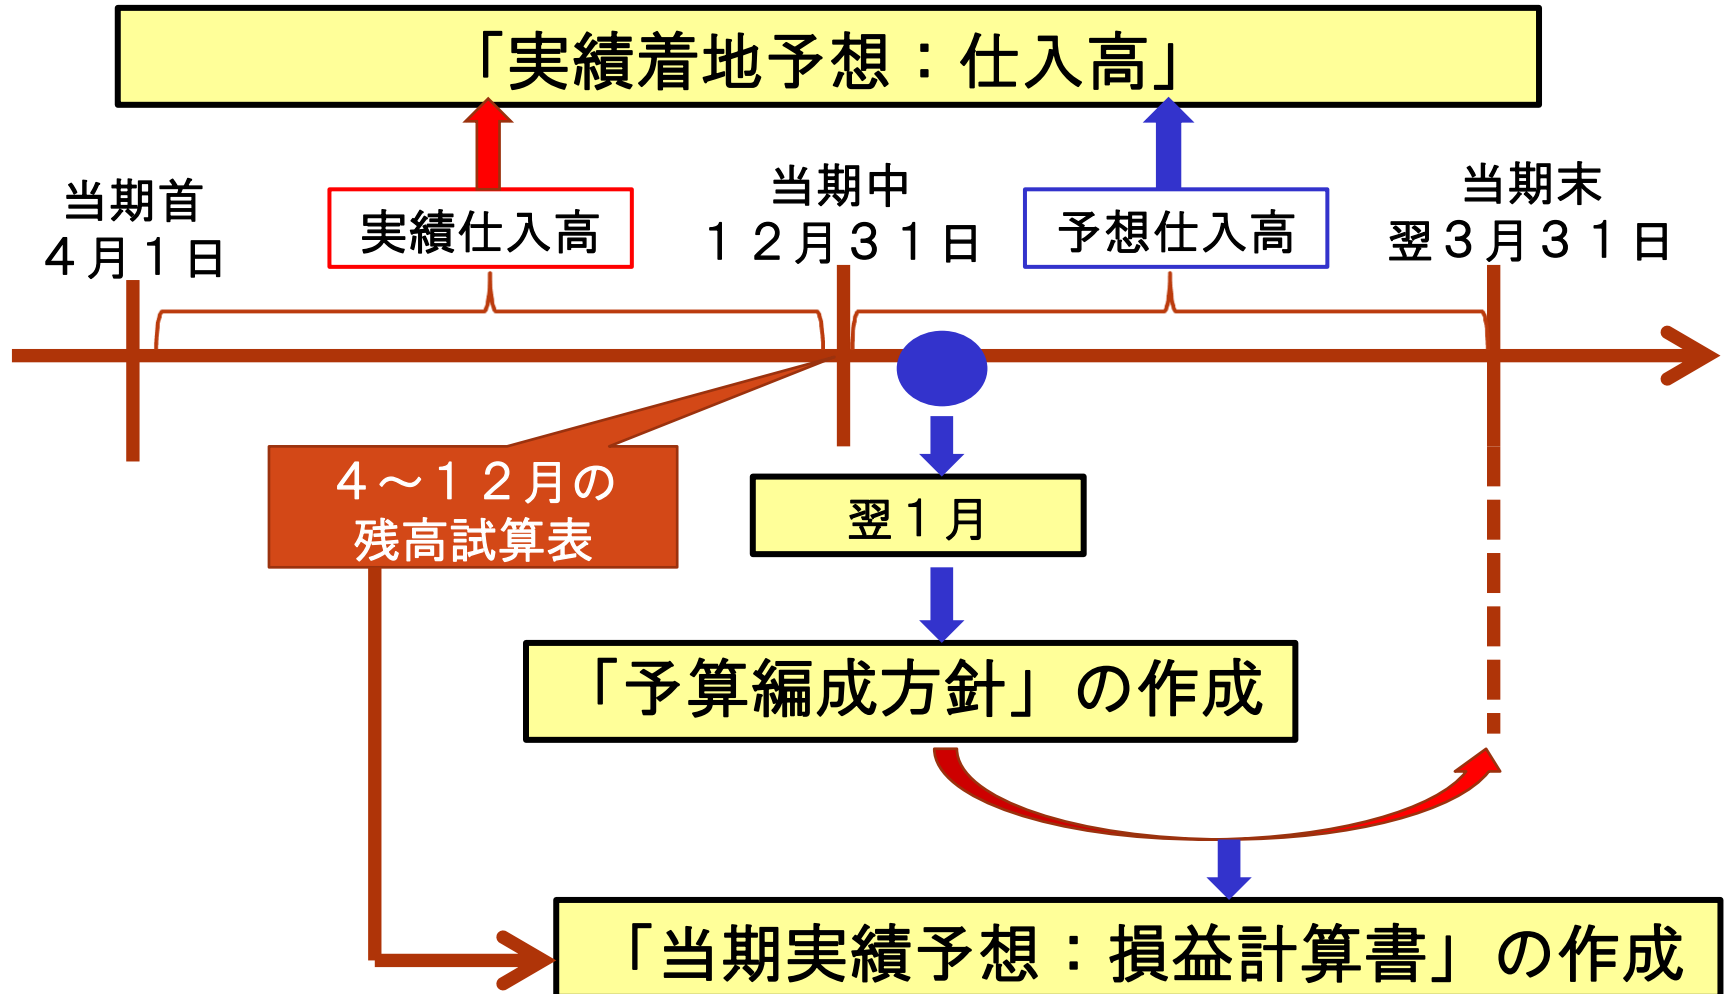 「実績着地予想：仕入高」
当期首
４月１日
実績仕入高
当期中
１２月３１日
予想仕入高
当期末
翌３月３１日
４～１２月の
残高試算表
翌１月
「予算編成方針」の作成
「当期実績予想：損益計算書」の作成